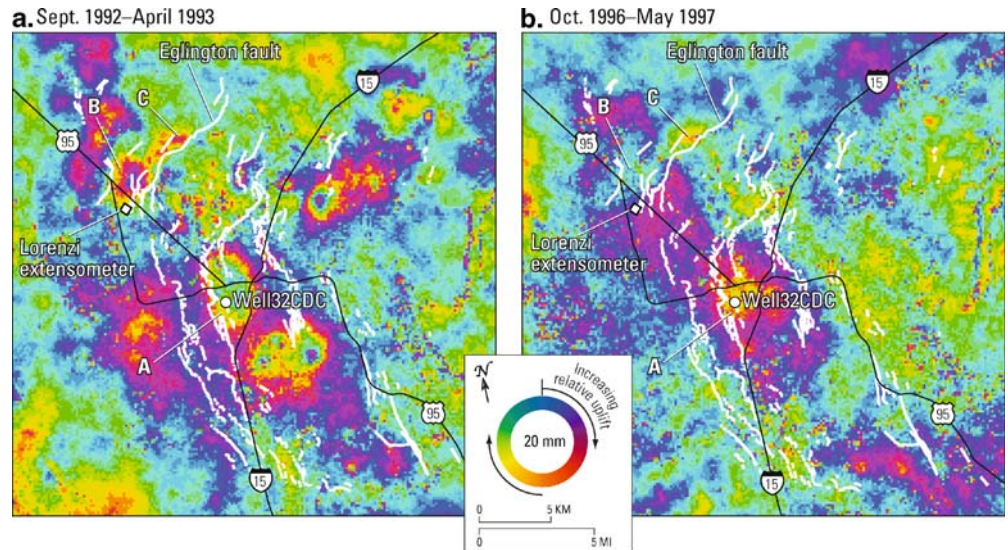 a. Sept. 1992–April 1993
Eglington fault
15
B
C
95
Lorenzi
extensometer
Well32CDC
A
95
15
b. Oct. 1996–May 1997
Eglington fault
15
B
C
95
Lorenzi
extensometer
Well32CDC
A
95
15
N
Increasing
relative uplift
20 mm
0 5 KM
0 5 MI